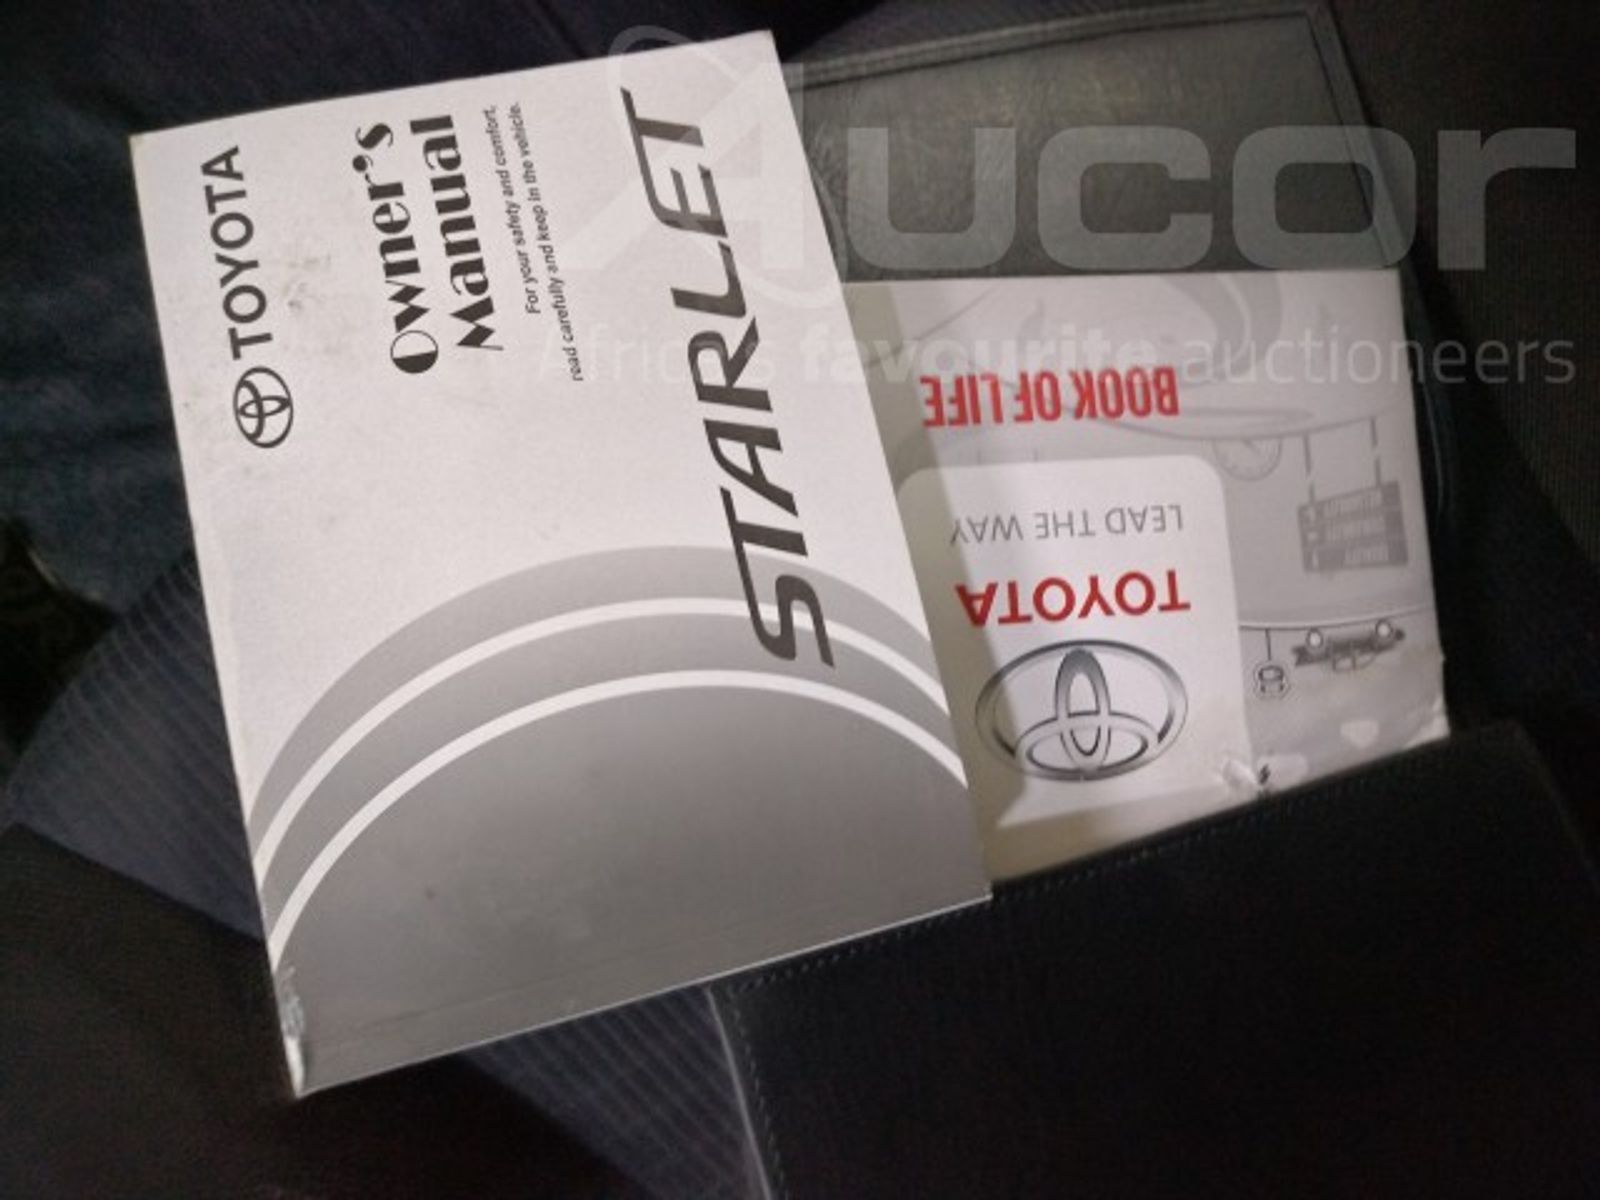 TOYOTA
Owner's
Manual
For your safety and comfort,
read carefully and keep in the vehicle.
STARLET
BOOK OF LIFE
LEAD THE WAY
TOYOTA
Aucor
Africa's favourite auctioneers